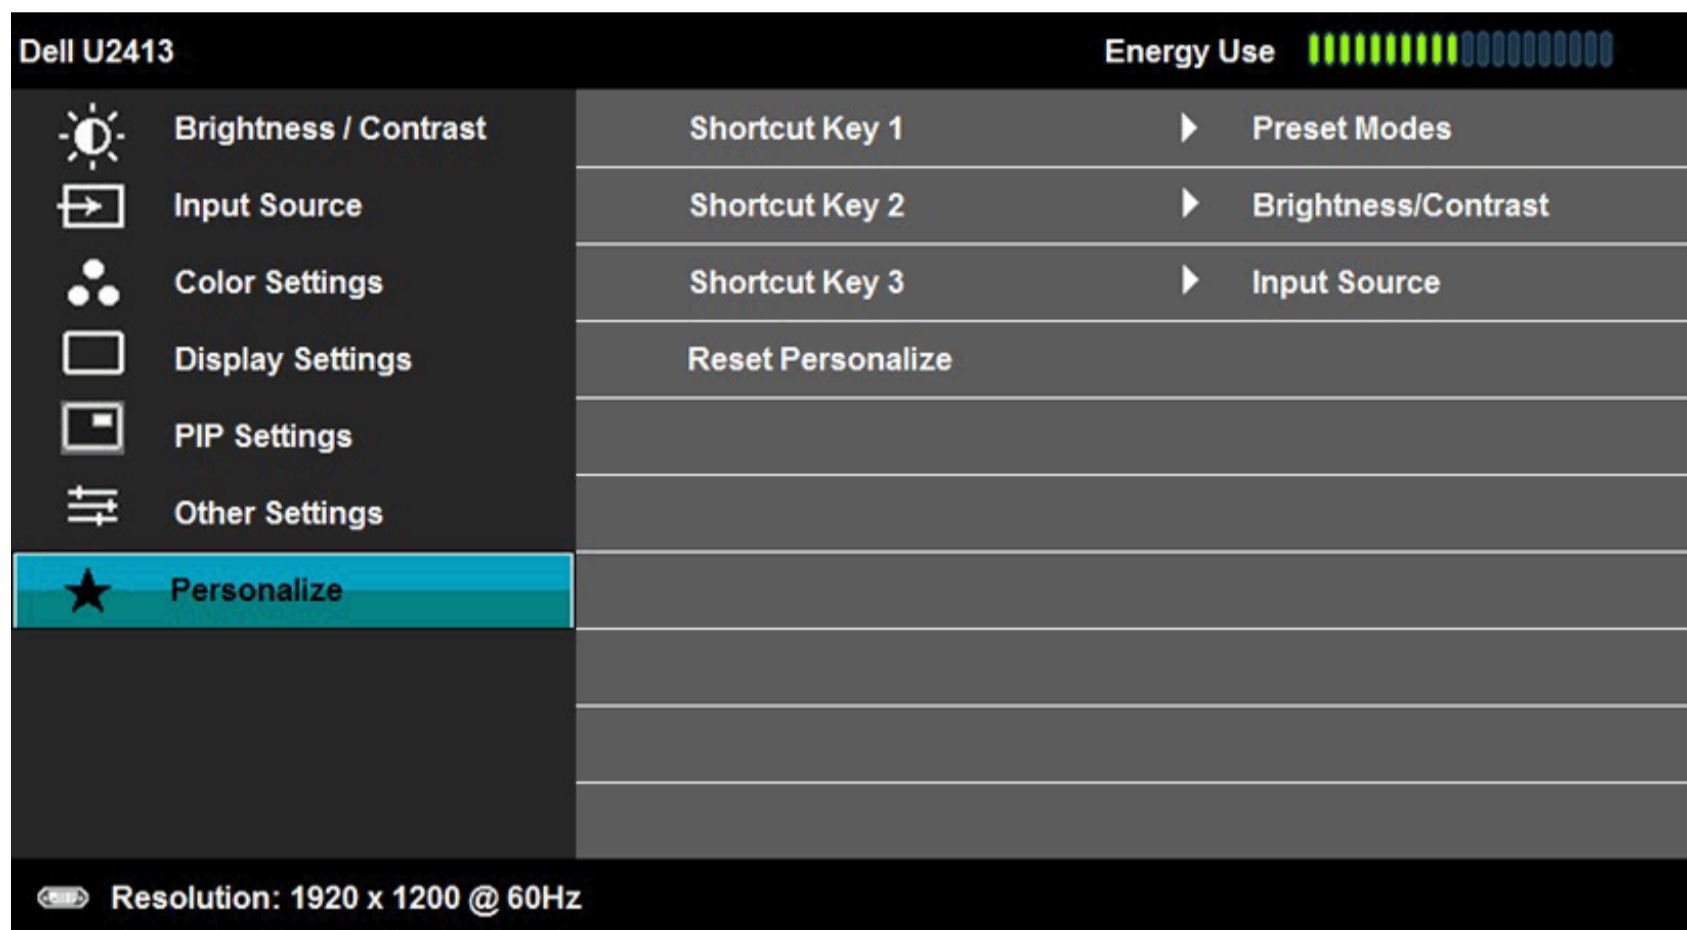 Dell U2413
Energy Use
Brightness / Contrast
Shortcut Key 1
Preset Modes
Input Source
Shortcut Key 2
Brightness/Contrast
Color Settings
Shortcut Key 3
Input Source
Display Settings
Reset Personalize
PIP Settings
Other Settings
Personalize
Resolution: 1920 x 1200 @ 60Hz